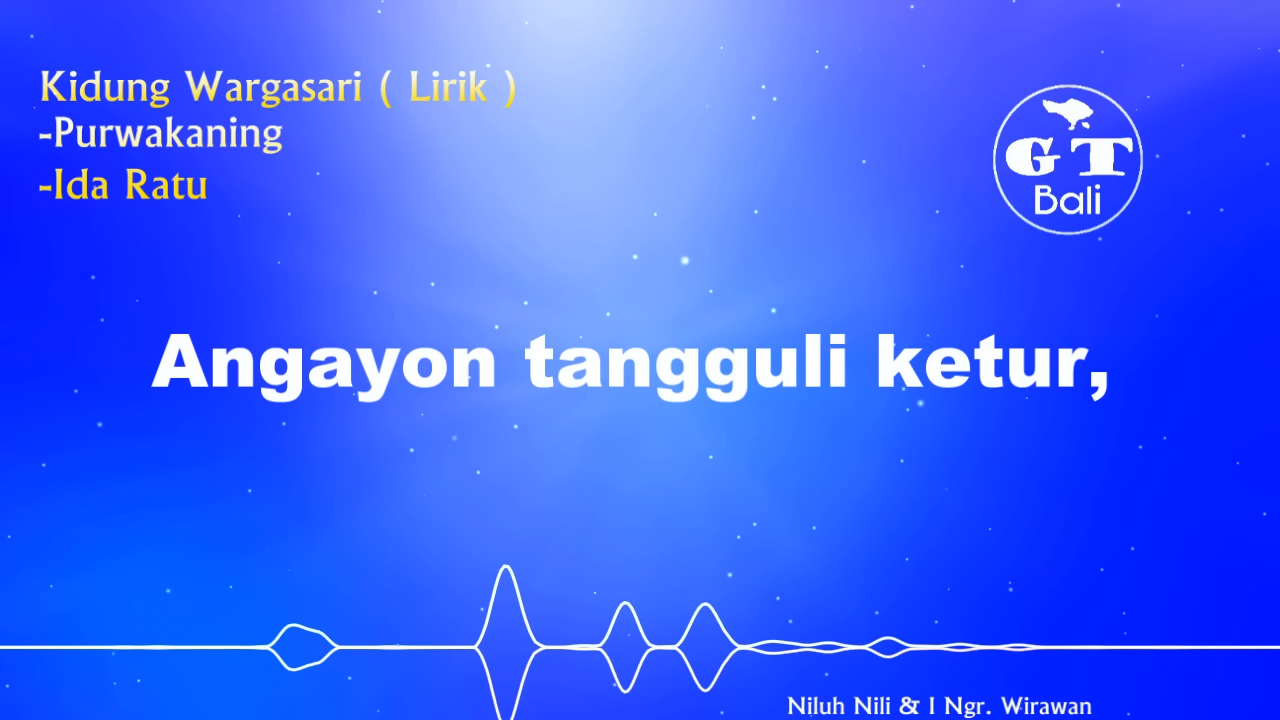 Kidung Wargasari ( Lirik )
-Purwakaning
-Ida Ratu
GT
Bali
Angayon tangguli ketur,
Niluh Nili & I Ngr. Wirawan